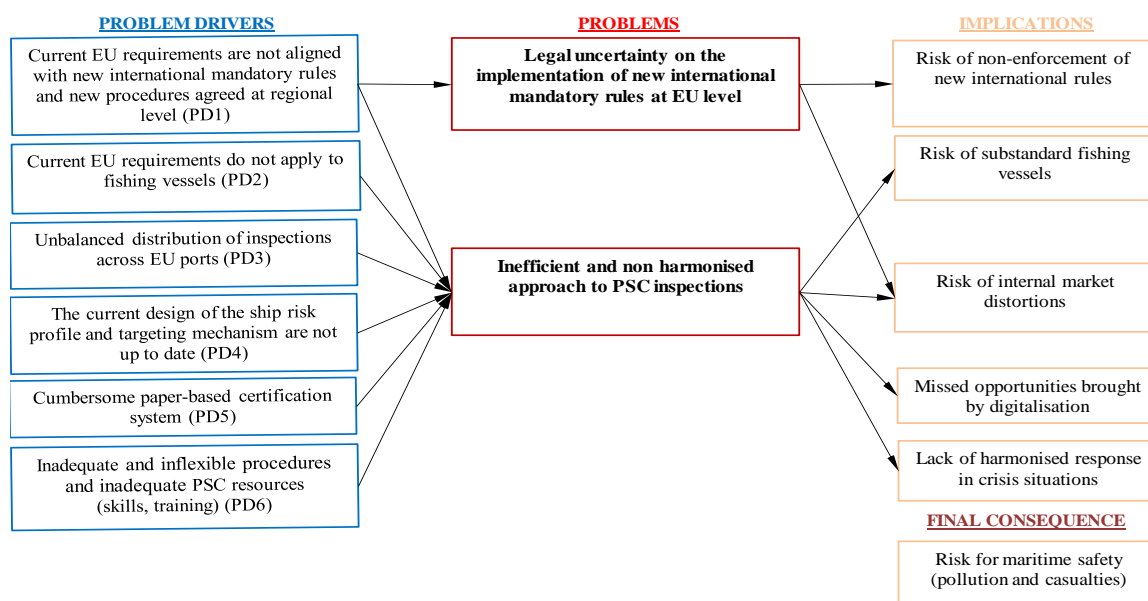 PROBLEM DRIVERS
Current EU requirements are not aligned
with new international mandatory rules
and new procedures agreed at regional
level (PD1)
Current EU requirements do not apply to
fishing vessels (PD2)
Unbalanced distribution of inspections
across EU ports (PD3)
The current design of the ship risk
profile and targeting mechanism are not
up to date (PD4)
Cumbersome paper-based certification
system (PD5)
Inadequate and inflexible procedures
and inadequate PSC resources
(skills, training) (PD6)
PROBLEMS
Legal uncertainty on the
implementation of new international
mandatory rules at EU level
Inefficient and non harmonised
approach to PSC inspections
IMPLICATIONS
Risk of non-enforcement of
new international rules
Risk of substandard fishing
vessels
Risk of internal market
distortions
Missed opportunities brought
by digitalisation
Lack of harmonised response
in crisis situations
FINAL CONSEQUENCE
Risk for maritime safety
(pollution and casualties)